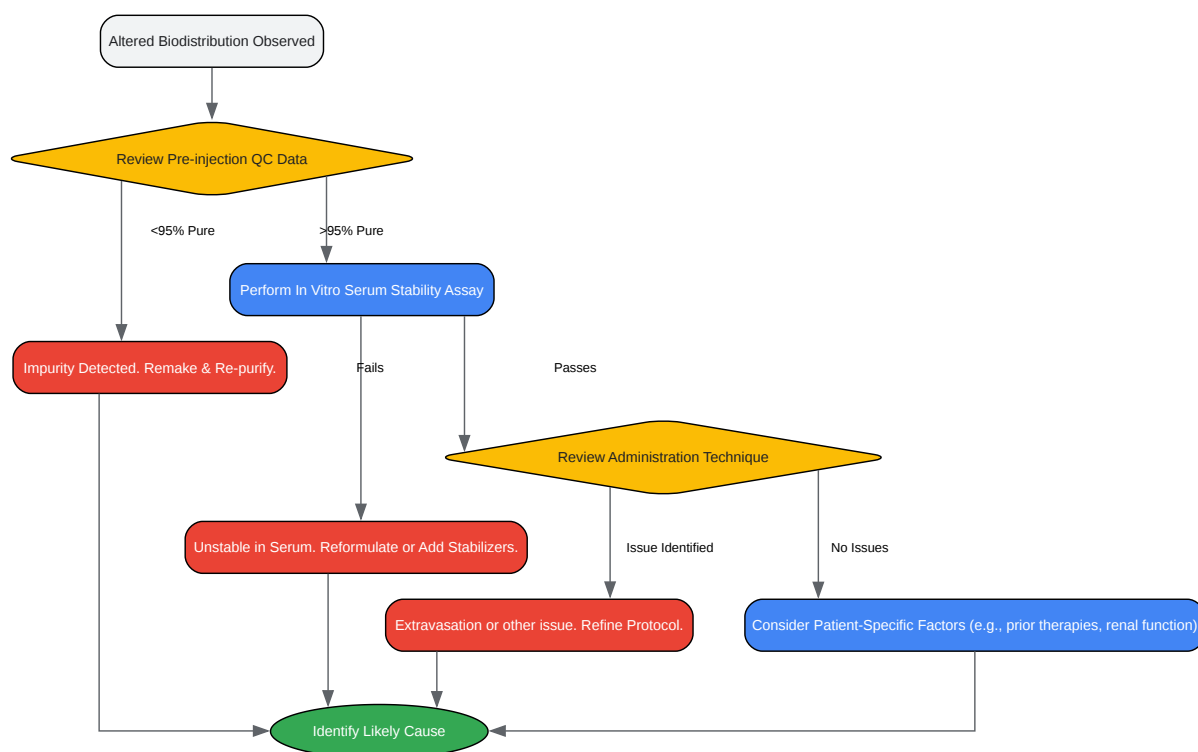 Altered Biodistribution Observed
Review Pre-injection QC Data
<95% Pure
>95% Pure
Perform In Vitro Serum Stability Assay
Impurity Detected. Remake & Re-purify.
Fails
Passes
Review Administration Technique
Unstable in Serum. Reformulate or Add Stabilizers.
Issue Identified
No Issues
Extravasation or other issue. Refine Protocol.
Consider Patient-Specific Factors (e.g., prior therapies, renal function)
Identify Likely Cause